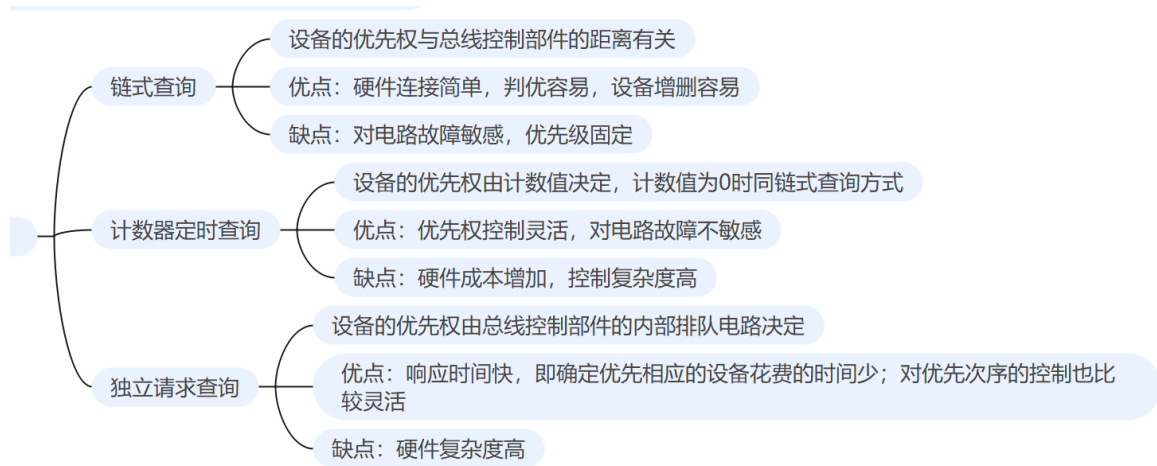 链式查询
设备的优先权与总线控制部件的距离有关
优点：硬件连接简单，判优容易，设备增删容易
缺点：对电路故障敏感，优先级固定
计数器定时查询
设备的优先权由计数值决定，计数值为0时同链式查询方式
优点：优先权控制灵活，对电路故障不敏感
缺点：硬件成本增加，控制复杂度高
独立请求查询
设备的优先权由总线控制部件的内部排队电路决定
优点：响应时间快，即确定优先相应的设备花费的时间少；对优先次序的控制也比
较灵活
缺点：硬件复杂度高